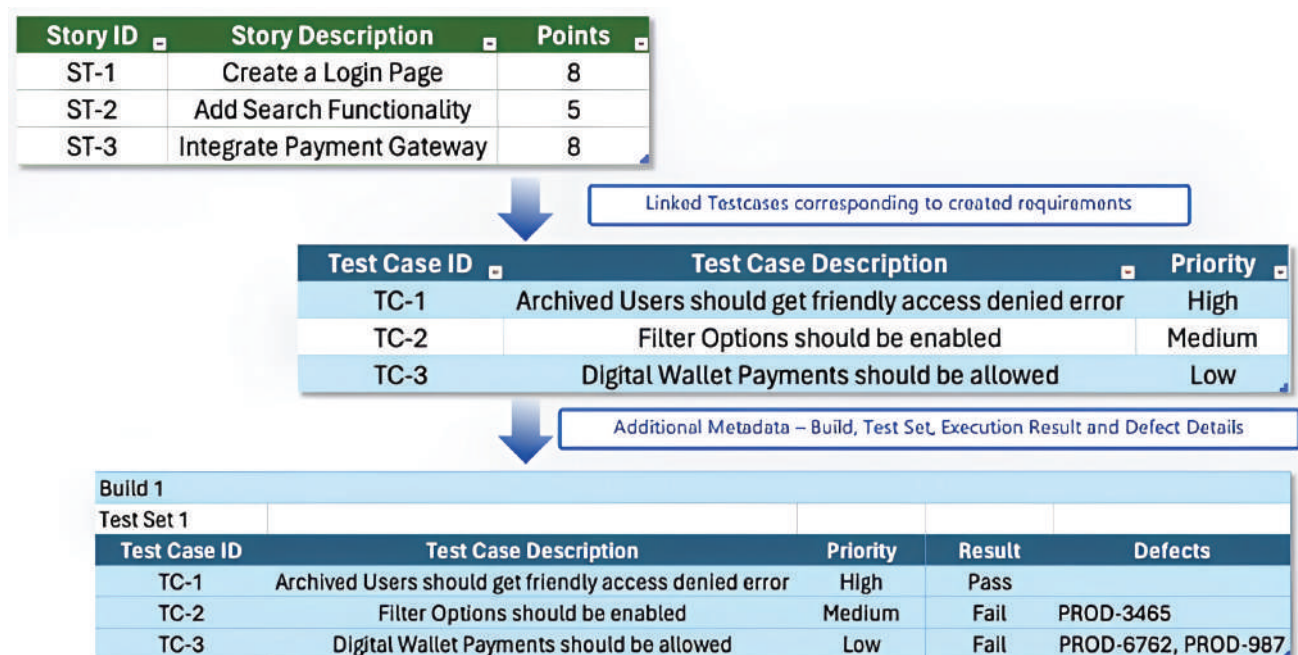 Story ID Story Description Points
ST-1 Create a Login Page 8
ST-2 Add Search Functionality 5
ST-3 Integrate Payment Gateway 8
Linked Testcases corresponding to created requirements
Test Case ID Test Case Description Priority
TC-1 Archived Users should get friendly access denied error High
TC-2 Filter Options should be enabled Medium
TC-3 Digital Wallet Payments should be allowed Low
Additional Metadata – Build, Test Set, Execution Result and Defect Details
Build 1
Test Set 1
Test Case ID Test Case Description Priority Result Defects
TC-1 Archived Users should get friendly access denied error High Pass
TC-2 Filter Options should be enabled Medium Fail PROD-3465
TC-3 Digital Wallet Payments should be allowed Low Fail PROD-6762, PROD-987